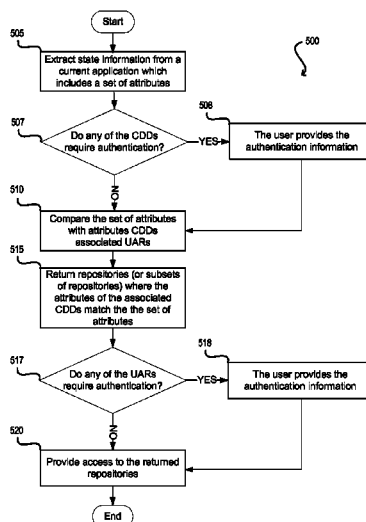 Start
500
505
Extract state information from a
current application which
includes a set of attributes
507
Do any of the CDDs
require authentication?
YES
508
The user provides the
authentication information
NO
510
Compare the set of attributes
with attributes CDDs
associated UARs
515
Return repositories (or subsets
of repositories) where the
attributes of the associated
CDDs match the the set of
attributes
517
Do any of the UARs
require authentication?
YES
518
The user provides the
authentication information
NO
520
Provide access to the returned
repositories
End